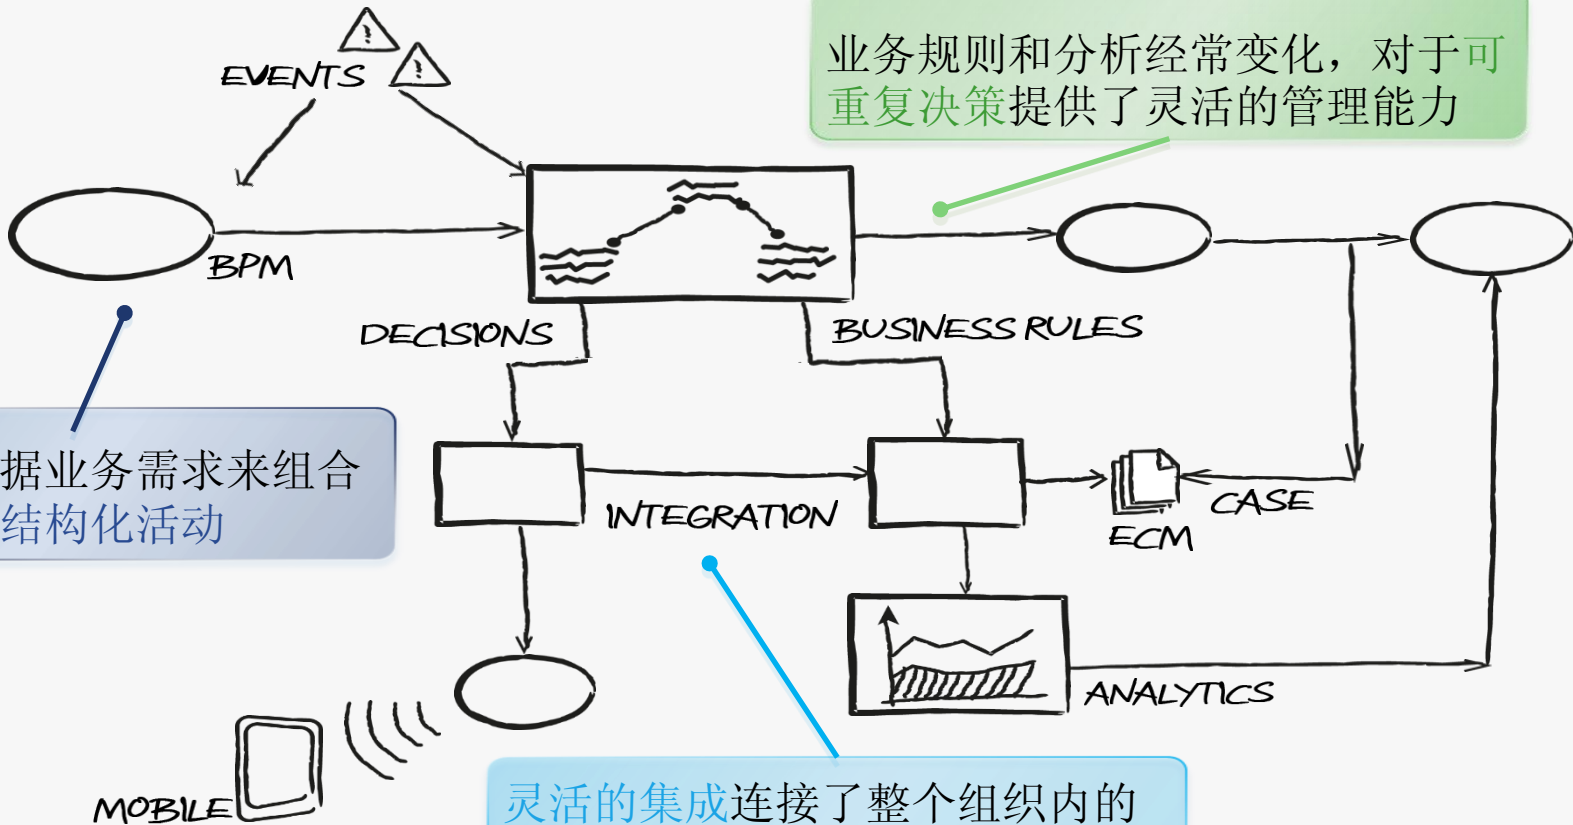 业务规则和分析经常变化，对于可
重复决策提供了灵活的管理能力
EVENTS
BPM
DECISIONS
BUSINESS RULES
据业务需求来组合
结构化活动
INTEGRATION
CASE
ECM
ANALYTICS
MOBILE
灵活的集成连接了整个组织内的